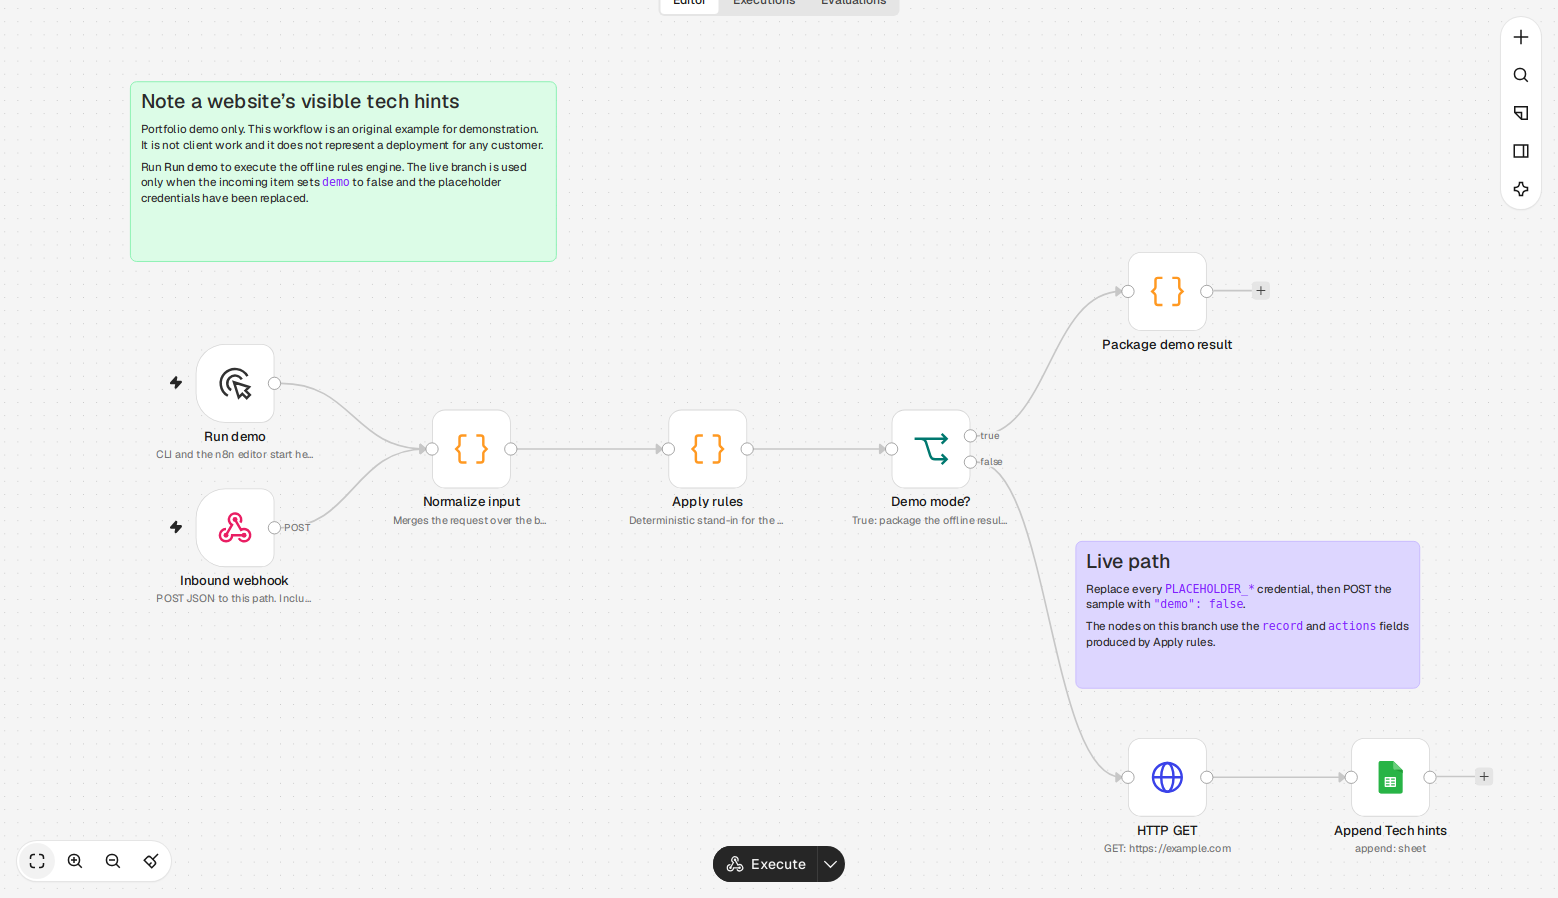 Editor Executions Evaluations
Note a website's visible tech hints
Portfolio demo only. This workflow is an original example for demonstration.
It is not client work and it does not represent a deployment for any customer.
Run Run demo to execute the offline rules engine. The live branch is used
only when the incoming item sets demo to false and the placeholder
credentials have been replaced.
Package demo result
Run demo
CLI and the n8n editor start he...
true
false
Normalize input
Merges the request over the b...
Apply rules
Deterministic stand-in for the ...
Demo mode?
True: package the offline resul...
POST
Inbound webhook
POST JSON to this path. Inclu...
Live path
Replace every PLACEHOLDER_* credential, then POST the
sample with "demo": false.
The nodes on this branch use the record and actions fields
produced by Apply rules.
HTTP GET
GET: https://example.com
Append Tech hints
append: sheet
Execute